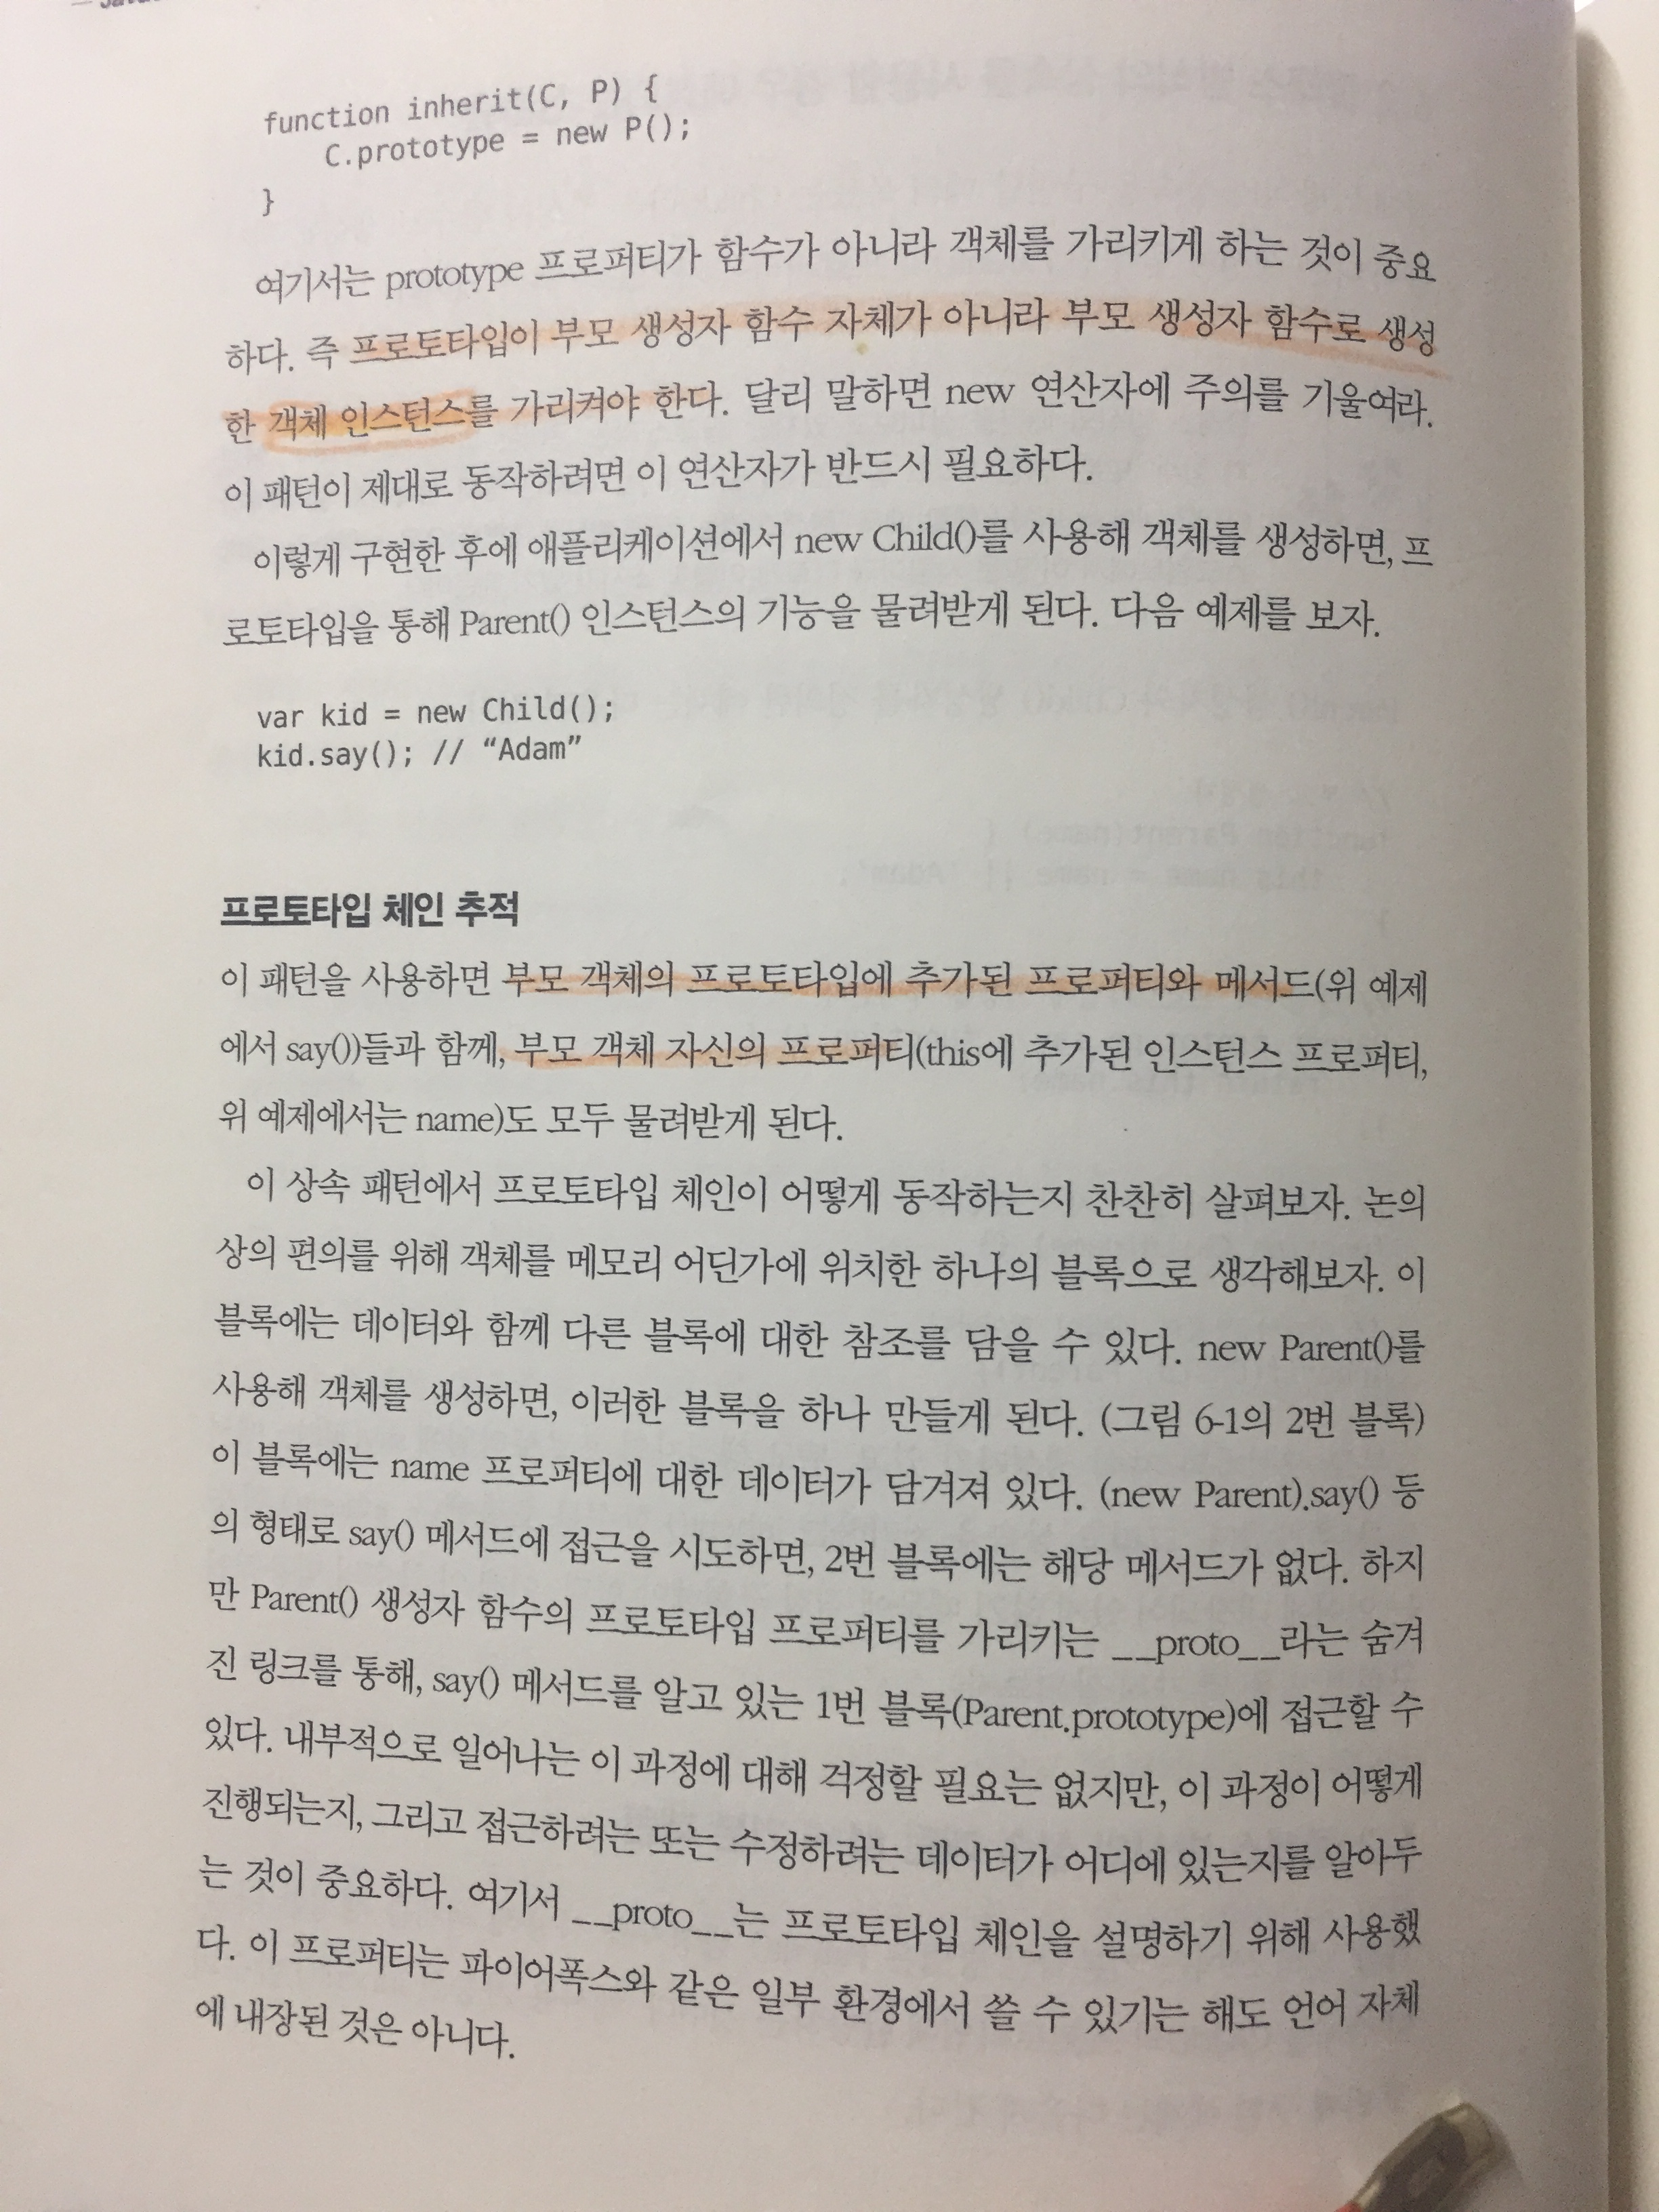 function inherit(C, P) {
    C.prototype = new P();
}
여기서는 prototype 프로퍼티가 함수가 아니라 객체를 가리키게 하는 것이 중요
하다. 즉 프로토타입이 부모 생성자 함수 자체가 아니라 부모 생성자 함수로 생성
한 객체 인스턴스를 가리켜야 한다. 달리 말하면 new 연산자에 주의를 기울여라.
이 패턴이 제대로 동작하려면 이 연산자가 반드시 필요하다.
이렇게 구현한 후에 애플리케이션에서 new Child()를 사용해 객체를 생성하면, 프
로토타입을 통해 Parent() 인스턴스의 기능을 물려받게 된다. 다음 예제를 보자.
var kid = new Child();
kid.say(); // “Adam”
프로토타입 체인 추적
이 패턴을 사용하면 부모 객체의 프로토타입에 추가된 프로퍼티와 메서드(위 예제
에서 say())들과 함께, 부모 객체 자신의 프로퍼티(this에 추가된 인스턴스 프로퍼티,
위 예제에서는 name)도 모두 물려받게 된다.
이 상속 패턴에서 프로토타입 체인이 어떻게 동작하는지 찬찬히 살펴보자. 논의
상의 편의를 위해 객체를 메모리 어딘가에 위치한 하나의 블록으로 생각해보자. 이
블록에는 데이터와 함께 다른 블록에 대한 참조를 담을 수 있다. new Parent()를
사용해 객체를 생성하면, 이러한 블록을 하나 만들게 된다. (그림 6-1의 2번 블록)
이 블록에는 name 프로퍼티에 대한 데이터가 담겨져 있다. (new Parent).say() 등
의 형태로 say() 메서드에 접근을 시도하면, 2번 블록에는 해당 메서드가 없다. 하지
만 Parent() 생성자 함수의 프로토타입 프로퍼티를 가리키는 __proto__라는 숨겨
진 링크를 통해, say() 메서드를 알고 있는 1번 블록(Parent.prototype)에 접근할 수
있다. 내부적으로 일어나는 이 과정에 대해 걱정할 필요는 없지만, 이 과정이 어떻게
진행되는지, 그리고 접근하려는 또는 수정하려는 데이터가 어디에 있는지를 알아두
는 것이 중요하다. 여기서 __proto__는 프로토타입 체인을 설명하기 위해 사용했
다. 이 프로퍼티는 파이어폭스와 같은 일부 환경에서 쓸 수 있기는 해도 언어 자체
에 내장된 것은 아니다.